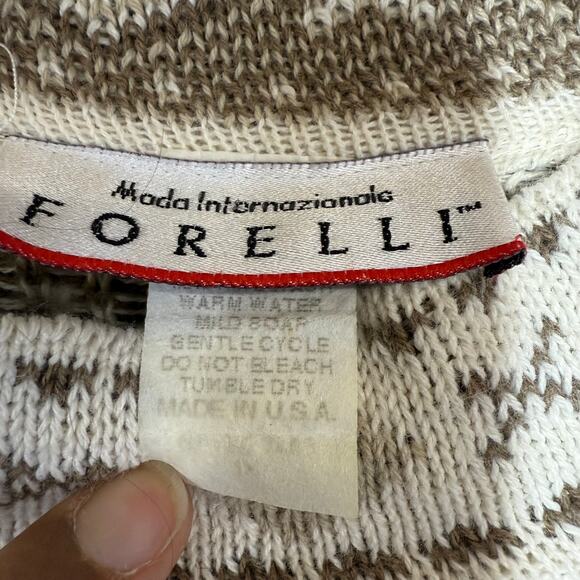 Moda Internazionale
FORELLI™
WARM WATER
MILD SOAP
GENTLE CYCLE
DO NOT BLEACH
TUMBLE DRY
MADE IN U.S.A.